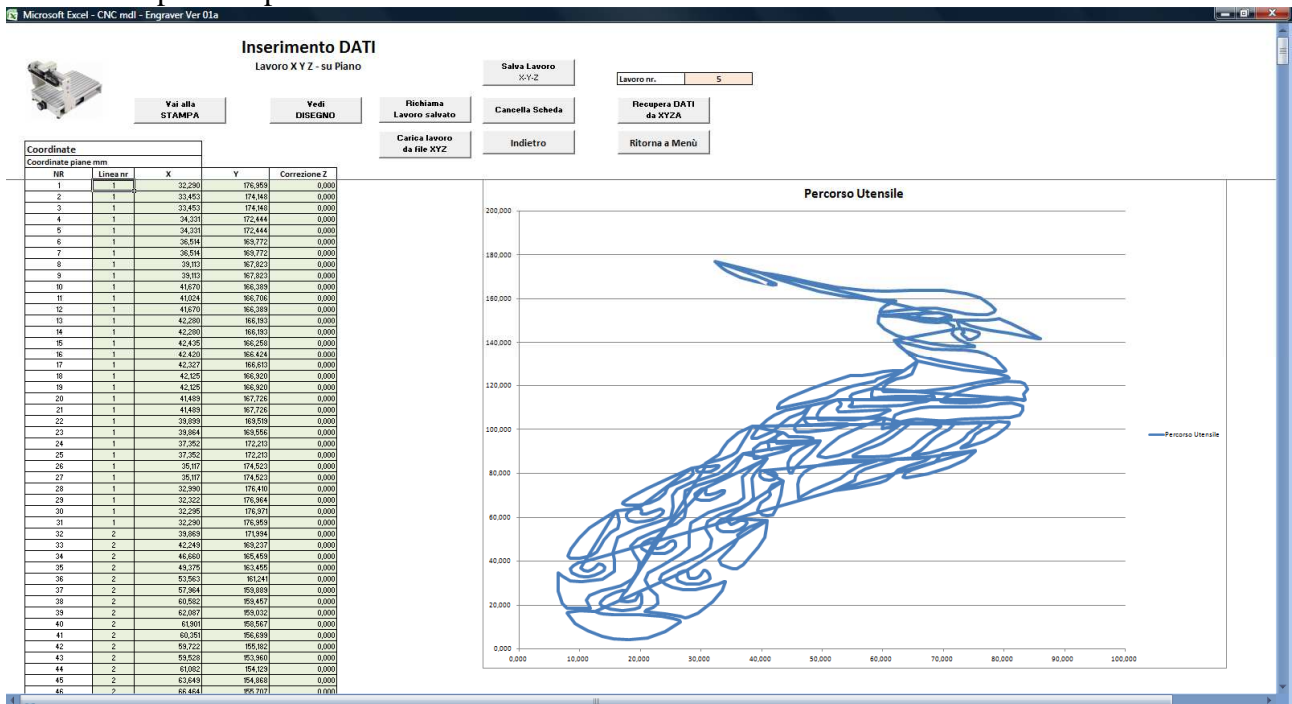 Microsoft Excel - CNC mdl - Engraver Ver 01a
Inserimento DATI
Lavoro X Y Z - su Piano
Salva Lavoro
X-Y-Z
Lavoro nr. 5
Vai alla
STAMPA
Vedi
DISEGNO
Richiama
Lavoro salvato
Cancella Scheda
Recupera DATI
da XYZA
Carica lavoro
da file XYZ
Indietro
Ritorna a Menù
Coordinate
Coordinate piane mm
NR Linea nr X Y Correzione Z
1 1 32,290 176,959 0,000
2 1 33,453 174,148 0,000
3 1 33,453 174,148 0,000
4 1 34,331 172,444 0,000
5 1 34,331 172,444 0,000
6 1 36,514 169,772 0,000
7 1 36,514 169,772 0,000
8 1 39,113 167,823 0,000
9 1 39,113 167,823 0,000
10 1 41,670 166,389 0,000
11 1 41,024 166,706 0,000
12 1 41,670 166,389 0,000
13 1 42,280 166,193 0,000
14 1 42,280 166,193 0,000
15 1 42,435 166,258 0,000
16 1 42,420 166,424 0,000
17 1 42,327 166,613 0,000
18 1 42,125 166,920 0,000
19 1 42,125 166,920 0,000
20 1 41,489 167,726 0,000
21 1 41,489 167,726 0,000
22 1 39,899 169,519 0,000
23 1 39,864 169,556 0,000
24 1 37,352 172,213 0,000
25 1 37,352 172,213 0,000
26 1 35,117 174,523 0,000
27 1 35,117 174,523 0,000
28 1 32,990 176,410 0,000
29 1 32,322 176,964 0,000
30 1 32,295 176,971 0,000
31 1 32,290 176,959 0,000
32 2 39,869 171,994 0,000
33 2 42,249 169,237 0,000
34 2 46,660 165,459 0,000
35 2 49,375 163,455 0,000
36 2 53,563 161,241 0,000
37 2 57,964 159,889 0,000
38 2 60,582 159,457 0,000
39 2 62,087 159,032 0,000
40 2 61,901 158,567 0,000
41 2 60,351 156,699 0,000
42 2 59,722 155,182 0,000
43 2 59,528 153,960 0,000
44 2 61,082 154,129 0,000
45 2 63,649 154,868 0,000
46 2 66,464 155,707 0,000
Percorso Utensile
200,000
180,000
160,000
140,000
120,000
100,000
80,000
60,000
40,000
20,000
0,000
0,000 10,000 20,000 30,000 40,000 50,000 60,000 70,000 80,000 90,000 100,000
Percorso Utensile